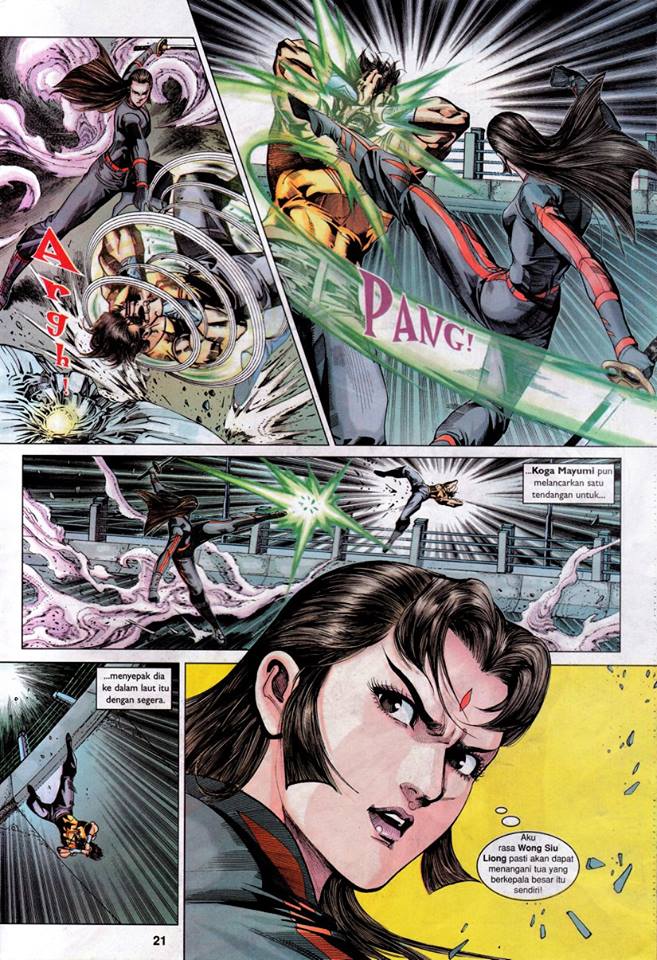 Argh!
PANG!
...Koga Mayumi pun
melancarkan satu
tendangan untuk...
...menyepak dia
ke dalam laut itu
dengan segera.
Aku
rasa Wong Siu
Liong pasti akan dapat
menangani tua yang
berkepala besar itu
sendiri!
21